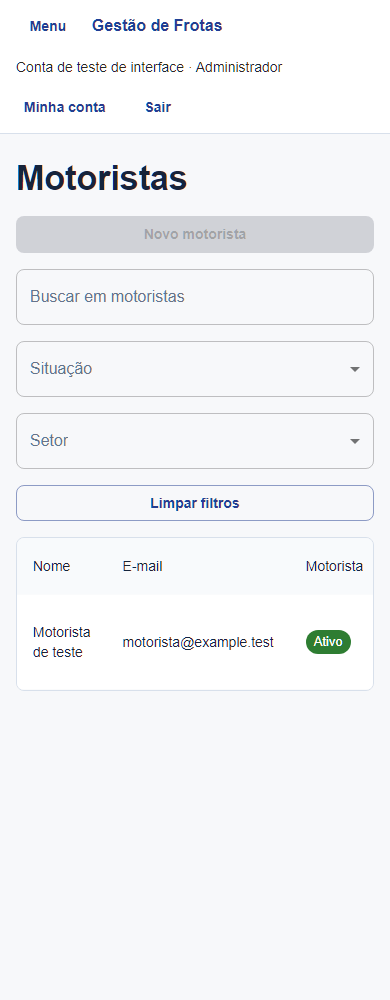 Menu Gestão de Frotas
Conta de teste de interface · Administrador
Minha conta Sair
Motoristas
Novo motorista
Buscar em motoristas
Situação
Setor
Limpar filtros
Nome E-mail Motorista
Motorista de teste motorista@example.test Ativo